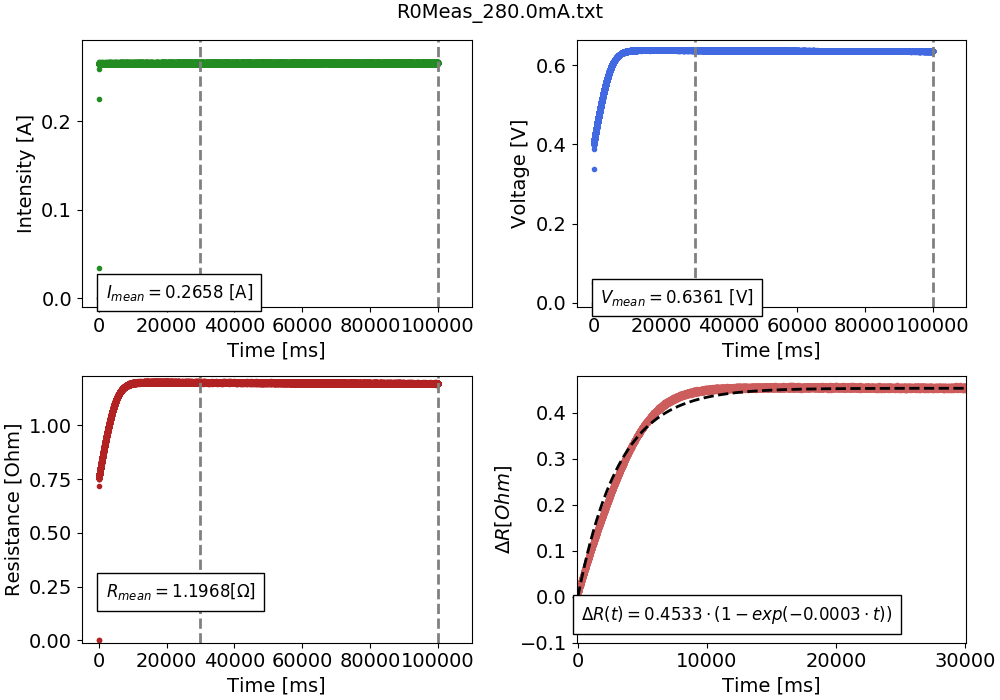 R0Meas_280.0mA.txt
Intensity [A]
0.2
0.1
0.0
I_mean = 0.2658 [A]
0 20000 40000 60000 80000 100000
Time [ms]
Voltage [V]
0.6
0.4
0.2
0.0
V_mean = 0.6361 [V]
0 20000 40000 60000 80000 100000
Time [ms]
Resistance [Ohm]
1.00
0.75
0.50
0.25
0.00
R_mean = 1.1968[Ω]
0 20000 40000 60000 80000 100000
Time [ms]
ΔR[Ohm]
0.4
0.3
0.2
0.1
0.0
−0.1
ΔR(t) = 0.4533 · (1 − exp(−0.0003 · t))
0 10000 20000 30000
Time [ms]